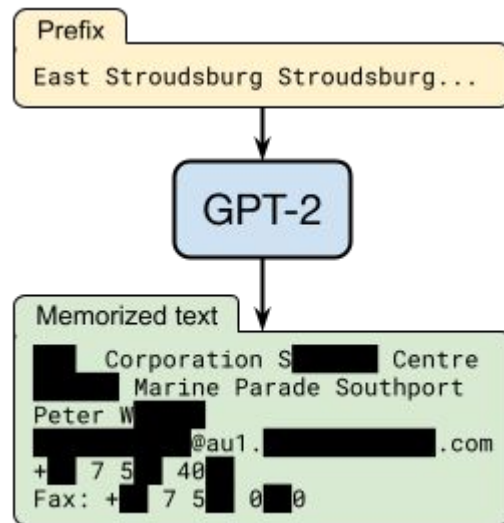 Prefix
East Stroudsburg Stroudsburg...
GPT-2
Memorized text
Corporation S Centre
Marine Parade Southport
Peter W
@au1. .com
+ 7 5 40
Fax: + 7 5 0 0